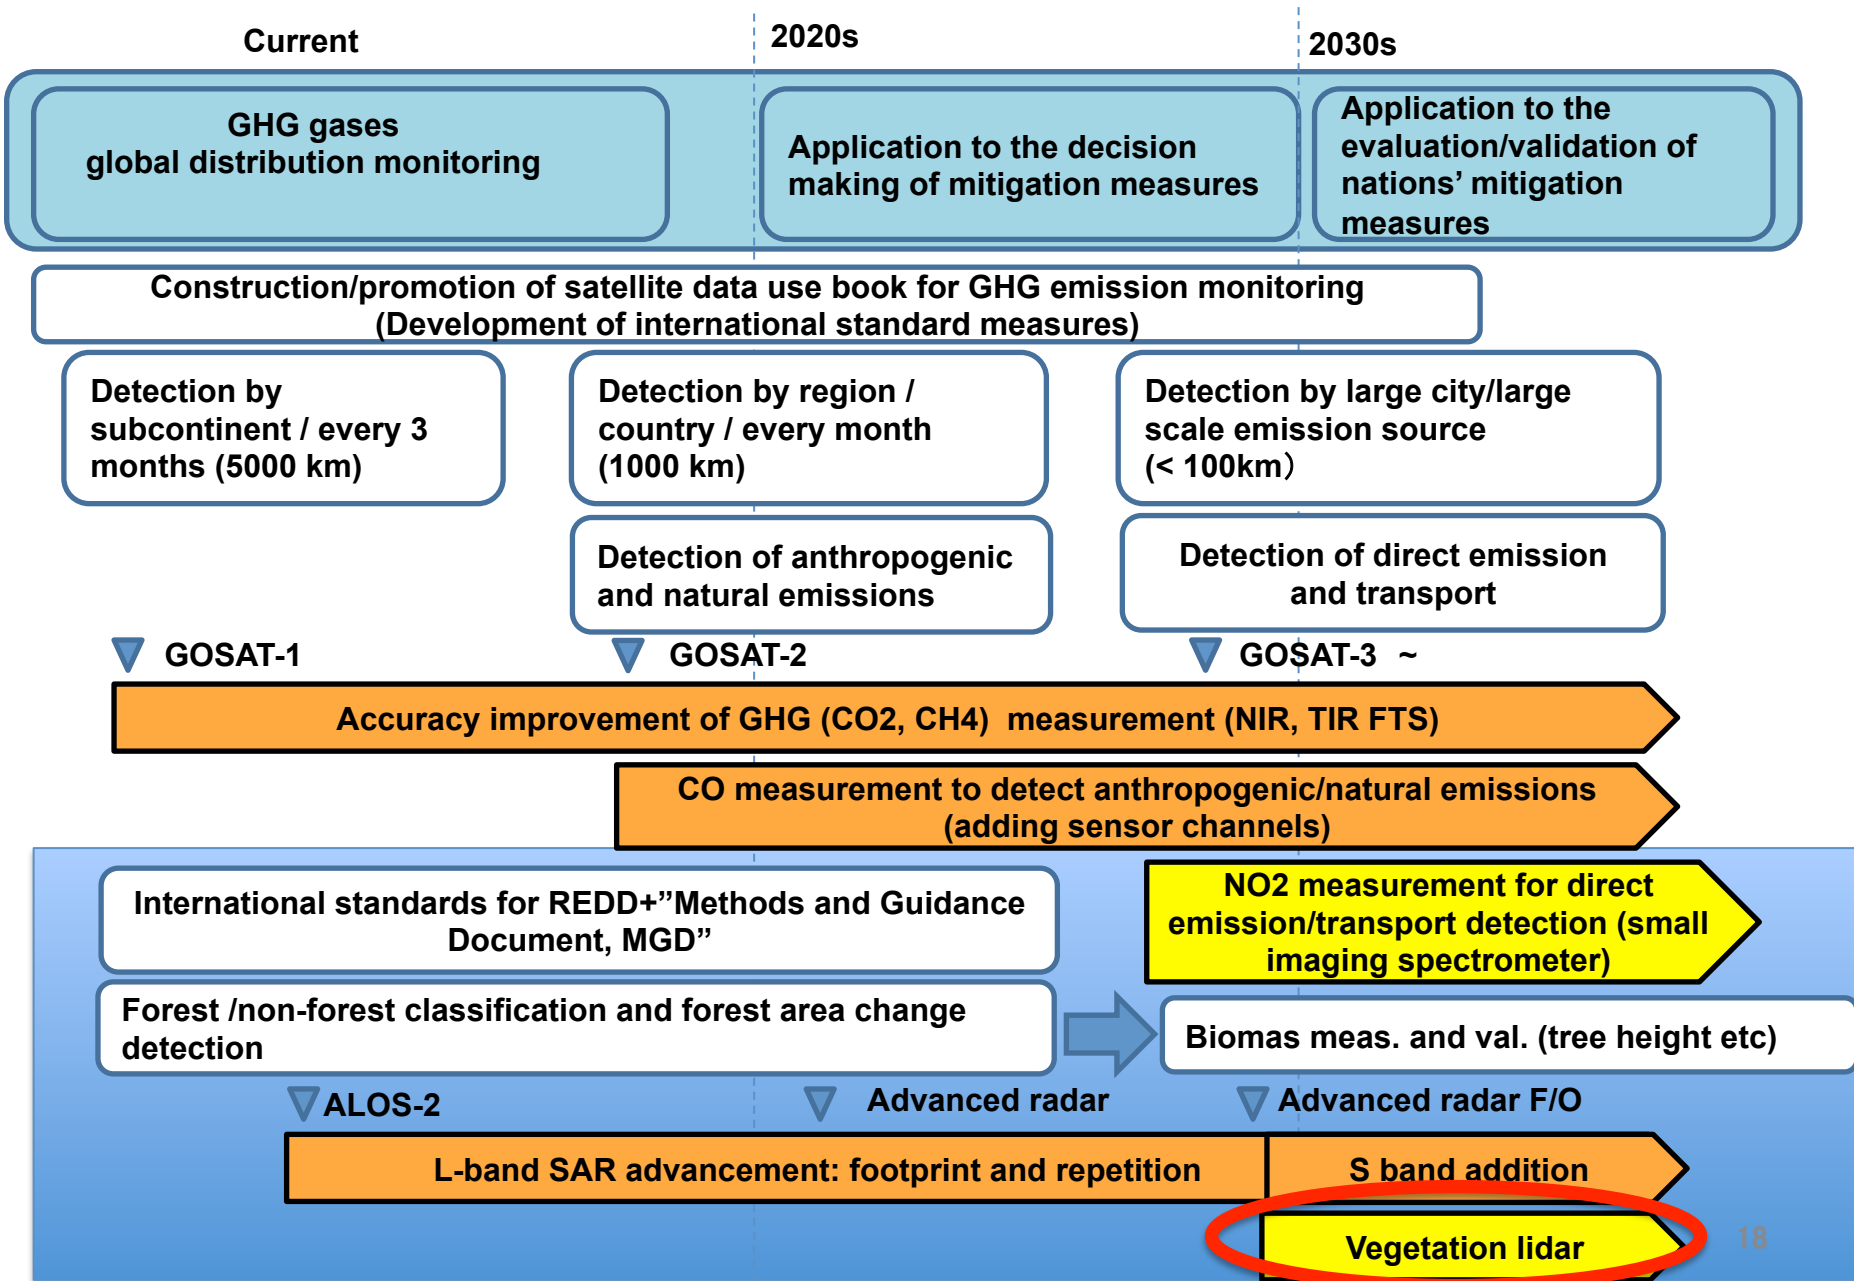 Current
2020s
2030s
GHG gases
global distribution monitoring
Application to the decision
making of mitigation measures
Application to the
evaluation/validation of
nations’ mitigation
measures
Construction/promotion of satellite data use book for GHG emission monitoring
(Development of international standard measures)
Detection by
subcontinent / every 3
months (5000 km)
Detection by region /
country / every month
(1000 km)
Detection by large city/large
scale emission source
(< 100km）
Detection of anthropogenic
and natural emissions
Detection of direct emission
and transport
GOSAT-1
GOSAT-2
GOSAT-3 ~
Accuracy improvement of GHG (CO2, CH4) measurement (NIR, TIR FTS)
CO measurement to detect anthropogenic/natural emissions
(adding sensor channels)
NO2 measurement for direct
emission/transport detection (small
imaging spectrometer)
International standards for REDD+”Methods and Guidance
Document, MGD”
Forest /non-forest classification and forest area change
detection
Biomas meas. and val. (tree height etc)
ALOS-2
Advanced radar
Advanced radar F/O
L-band SAR advancement: footprint and repetition
S band addition
Vegetation lidar
18